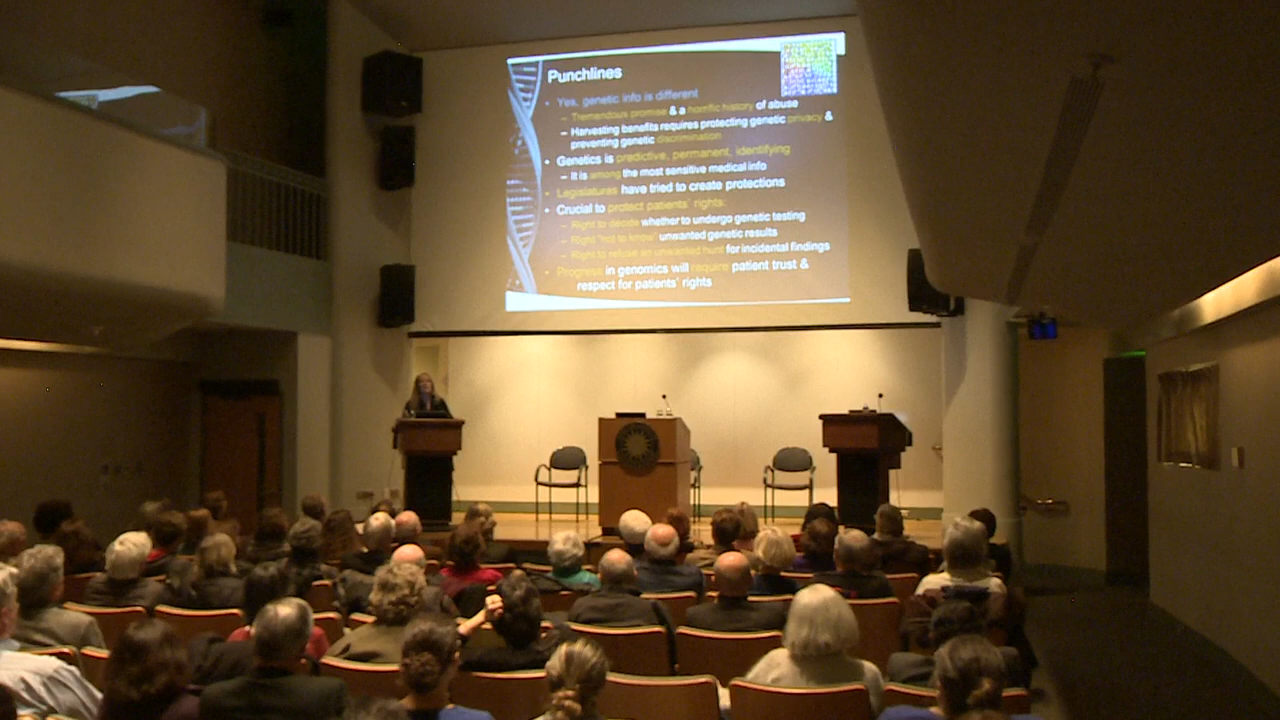 Punchlines
• Yes, genetic info is different
– Tremendous promise & a horrific history of abuse
– Harvesting benefits requires protecting genetic privacy &
preventing genetic discrimination
• Genetics is predictive, permanent, identifying
– It is among the most sensitive medical info
• Legislatures have tried to create protections
• Crucial to protect patients' rights:
– Right to decide whether to undergo genetic testing
– Right "not to know" unwanted genetic results
– Right to refuse an unwanted hunt for incidental findings
• Progress in genomics will require patient trust &
respect for patients' rights